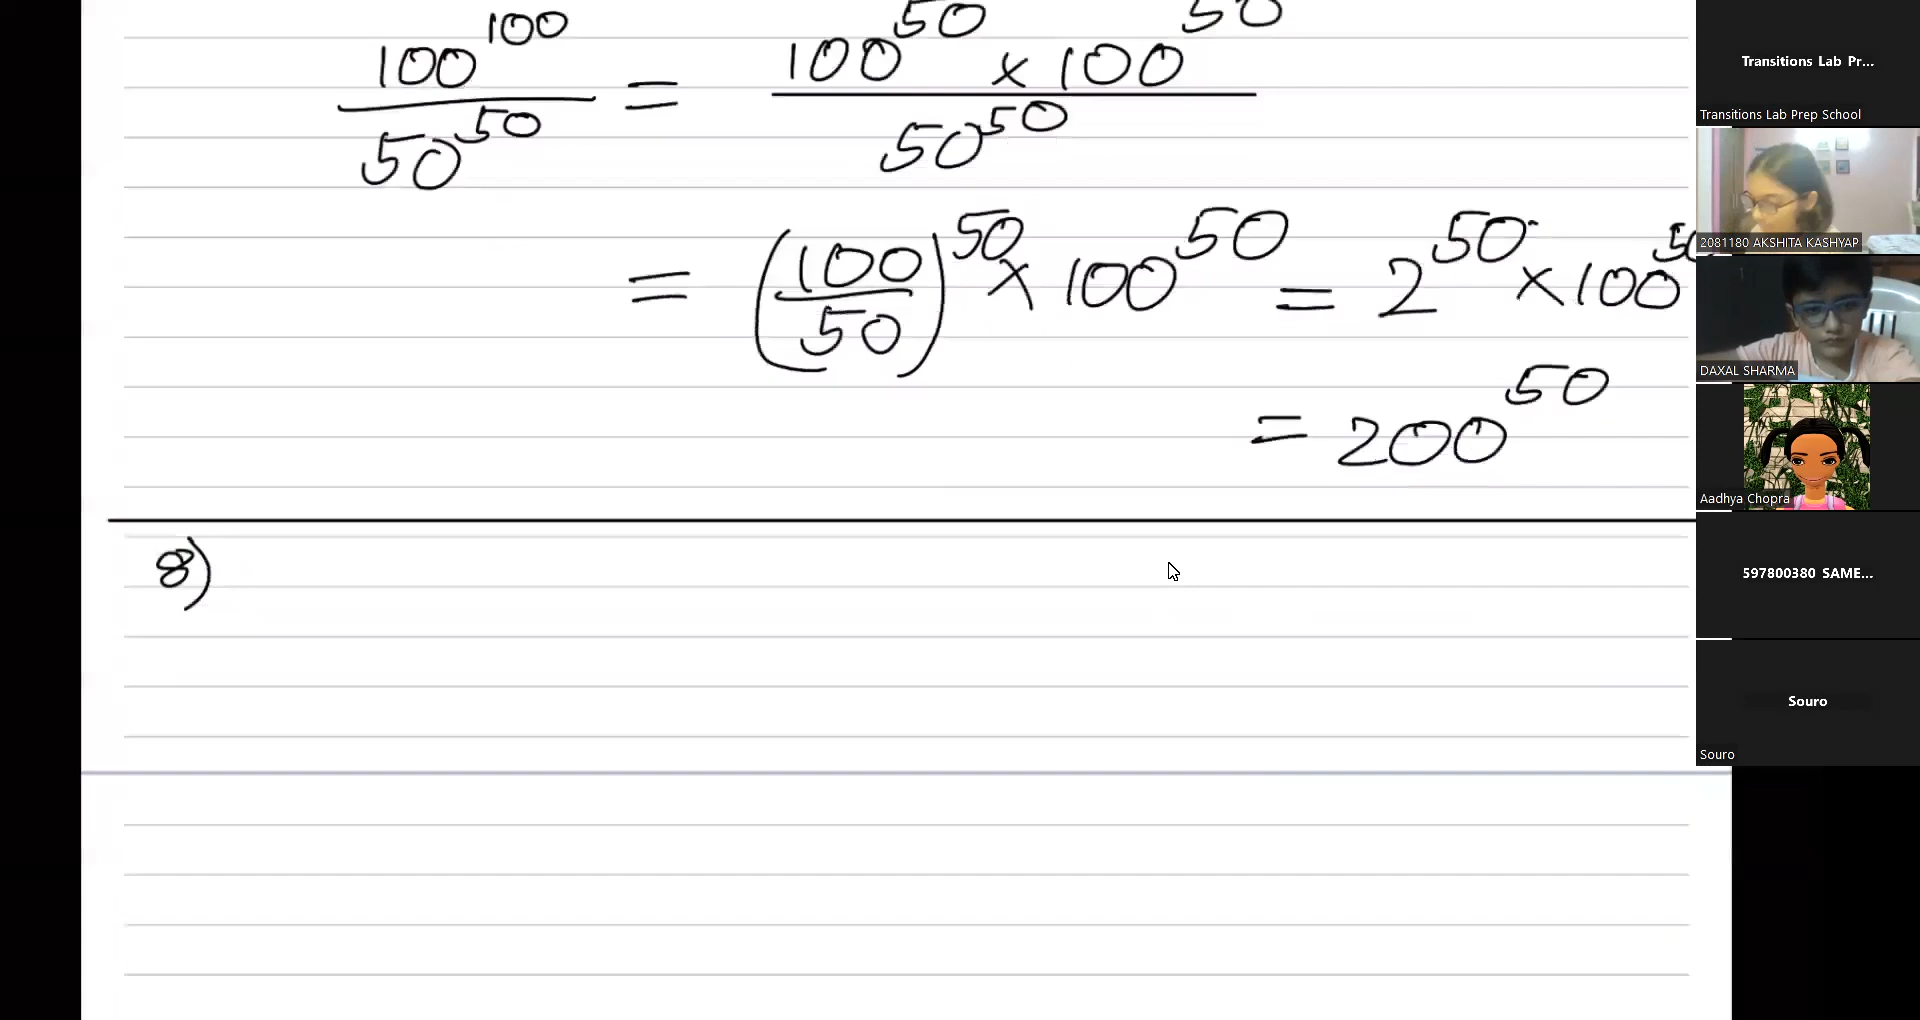 100^100 / 50^50 = 100^50 × 100^50 / 50^50
= (100/50)^50 × 100^50 = 2^50 × 100^50
= 200^50
8)
Transitions Lab Pr...
Transitions Lab Prep School
2081180 AKSHITA KASHYAP
DAXAL SHARMA
Aadhya Chopra
597800380 SAME...
Souro
Souro